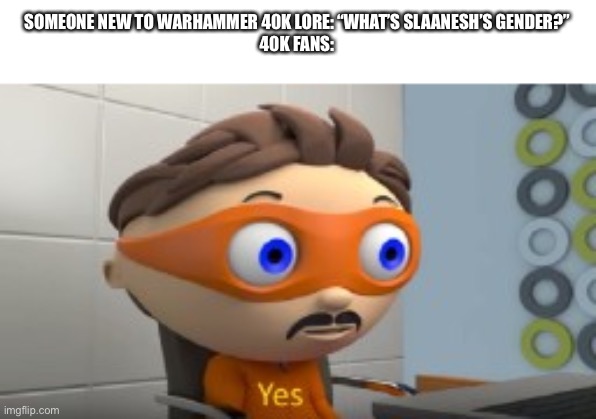 SOMEONE NEW TO WARHAMMER 40K LORE: “WHAT’S SLAANESH’S GENDER?”
40K FANS:
Yes
imgflip.com